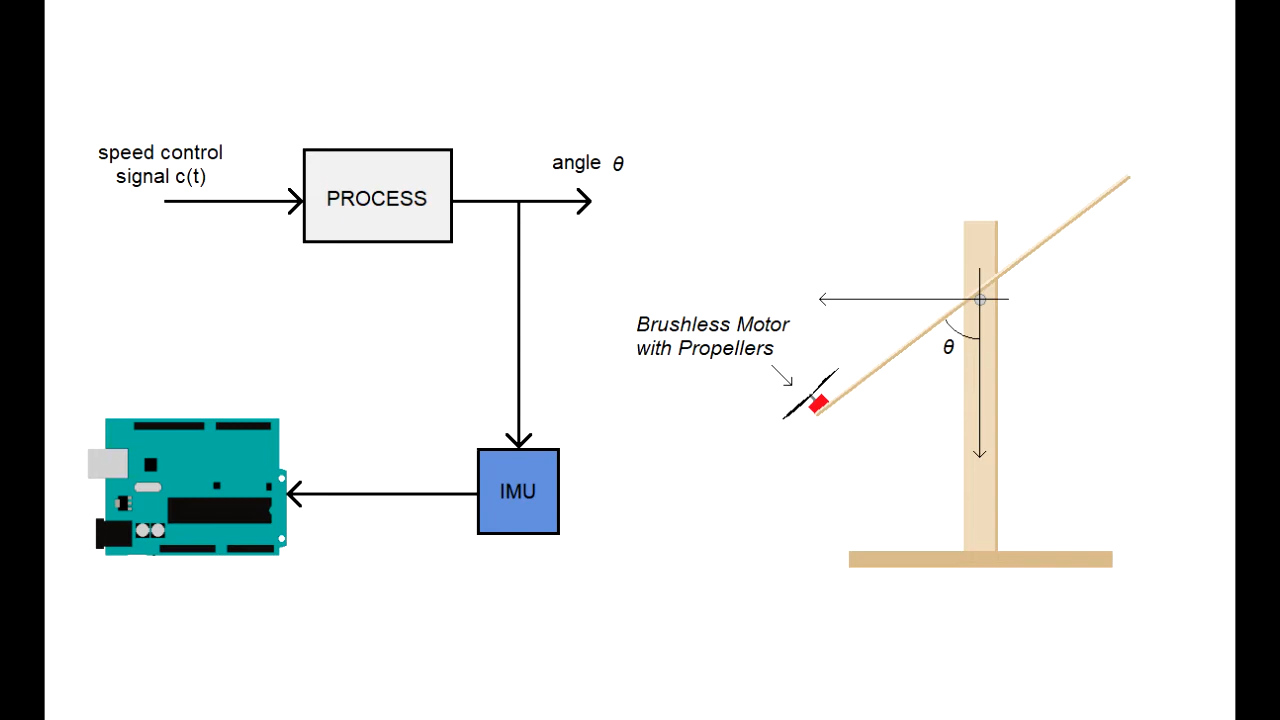 speed control
signal c(t)
PROCESS
angle θ
Brushless Motor
with Propellers
θ
IMU